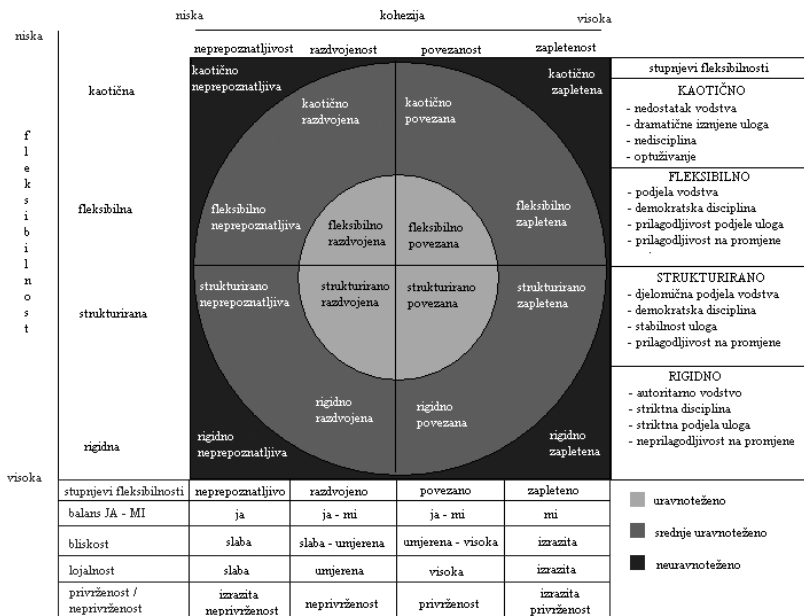 niska
kohezija
visoka
niska
neprepoznatljivost
razdvojenost
povezanost
zapletenost
fleksibilnost
visoka
kaotična
fleksibilna
strukturirana
rigidna
kaotično
neprepoznatljiva
kaotično
razdvojena
kaotično
povezana
kaotično
zapletena
fleksibilno
neprepoznatljiva
fleksibilno
razdvojena
fleksibilno
povezana
fleksibilno
zapletena
strukturirano
neprepoznatljiva
strukturirano
razdvojena
strukturirano
povezana
strukturirano
zapletena
rigidno
neprepoznatljiva
rigidno
razdvojena
rigidno
povezana
rigidno
zapletena
stupnjevi fleksibilnosti
KAOTIČNO
- nedostatak vodstva
- dramatične izmjene uloga
- nedisciplina
- optuživanje
FLEKSIBILNO
- podjela vodstva
- demokratska disciplina
- prilagodljivost podjele uloga
- prilagodljivost na promjene
STRUKTURIRANO
- djelomična podjela vodstva
- demokratska disciplina
- stabilnost uloga
- prilagodljivost na promjene
RIGIDNO
- autoritarno vodstvo
- striktna disciplina
- striktna podjela uloga
- neprilagodljivost na promjene
stupnjevi fleksibilnosti neprepoznatljivo razdvojeno povezano zapleteno
balans JA - MI ja ja - mi ja - mi mi
bliskost slaba slaba - umjerena umjerena - visoka izrazita
lojalnost slaba umjerena visoka izrazita
privrženost /
neprivrženost
izrazita
neprivrženost
neprivrženost
privrženost
izrazita
privrženost
uravnoteženo
srednje uravnoteženo
neuravnoteženo